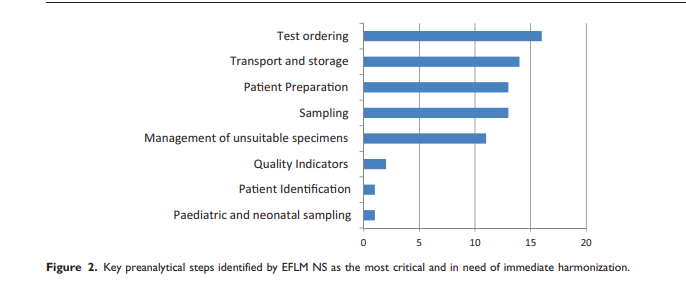 Test ordering
Transport and storage
Patient Preparation
Sampling
Management of unsuitable specimens
Quality Indicators
Patient Identification
Paediatric and neonatal sampling
0 5 10 15 20
Figure 2. Key preanalytical steps identified by EFLM NS as the most critical and in need of immediate harmonization.